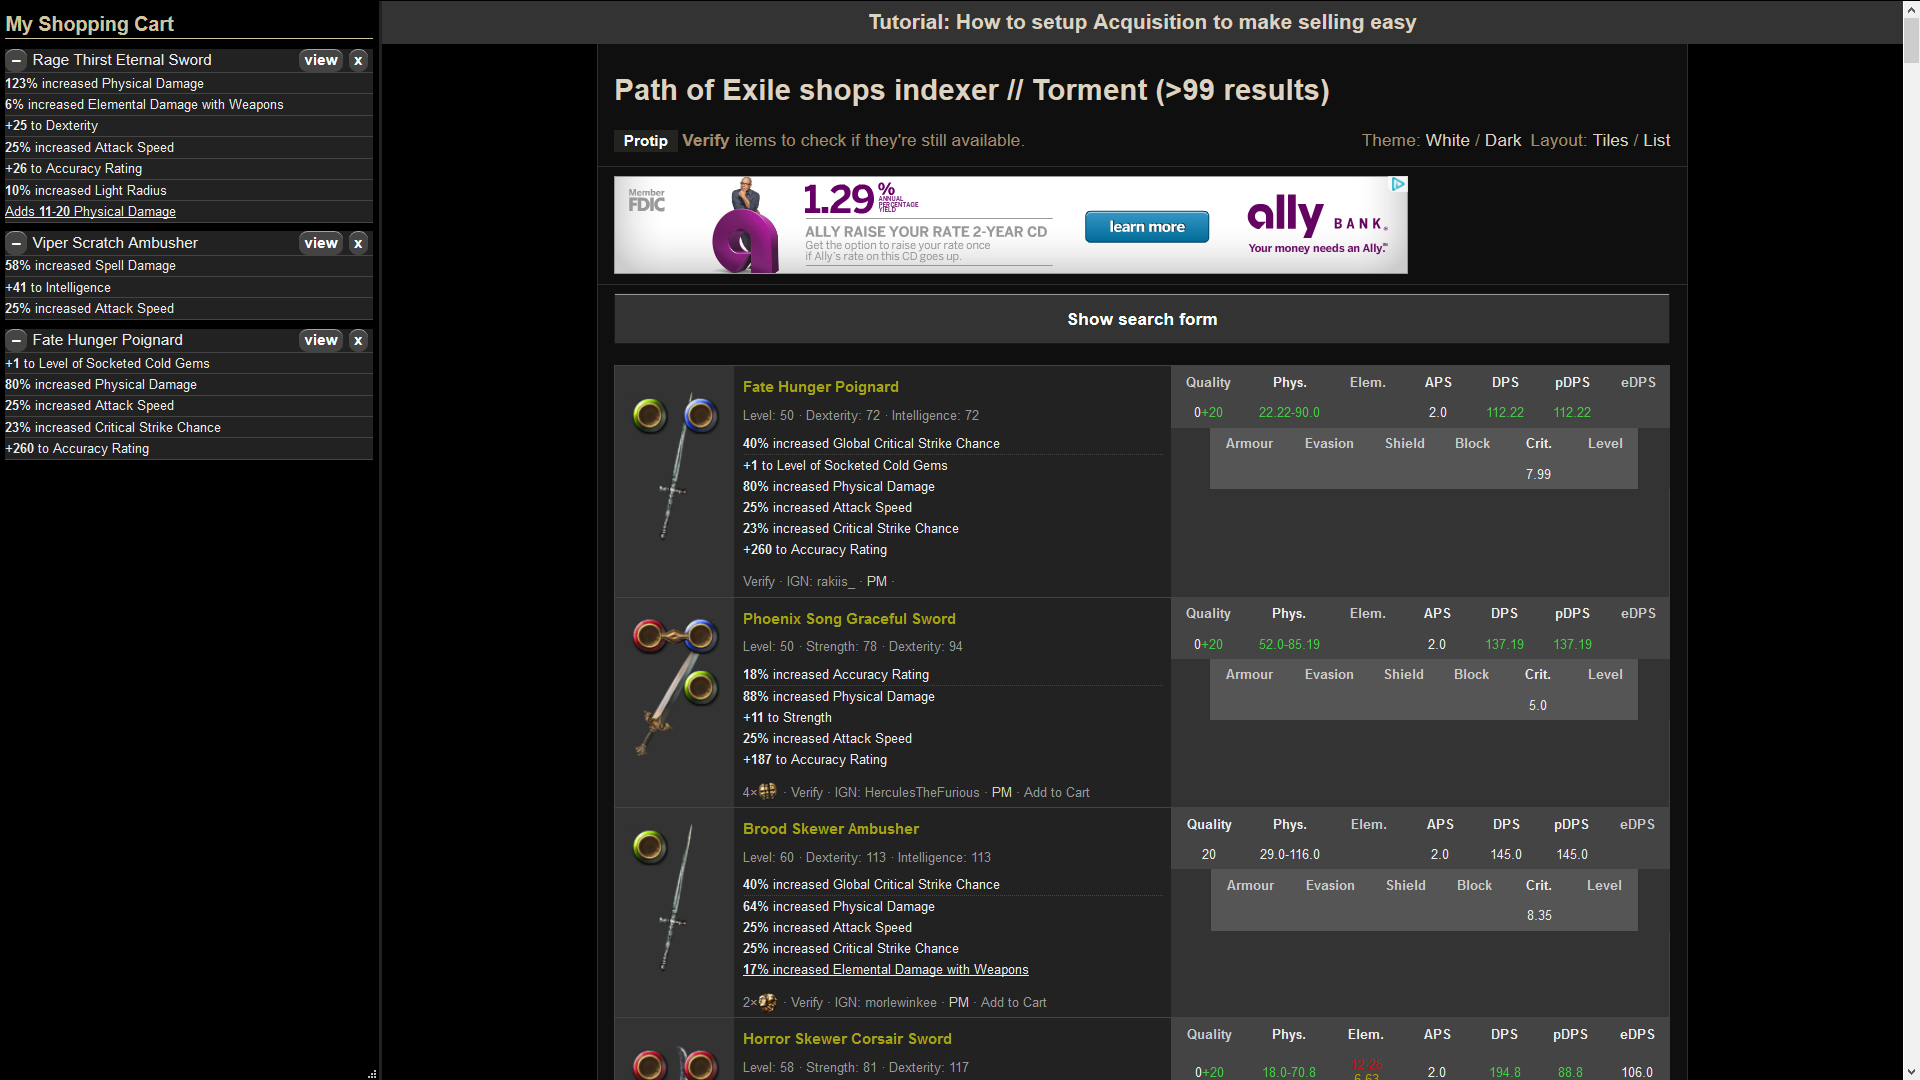 My Shopping Cart
– Rage Thirst Eternal Sword view x
123% increased Physical Damage
6% increased Elemental Damage with Weapons
+25 to Dexterity
25% increased Attack Speed
+26 to Accuracy Rating
10% increased Light Radius
Adds 11-20 Physical Damage
– Viper Scratch Ambusher view x
58% increased Spell Damage
+41 to Intelligence
25% increased Attack Speed
– Fate Hunger Poignard view x
+1 to Level of Socketed Cold Gems
80% increased Physical Damage
25% increased Attack Speed
23% increased Critical Strike Chance
+260 to Accuracy Rating
Tutorial: How to setup Acquisition to make selling easy
Path of Exile shops indexer // Torment (>99 results)
Protip Verify items to check if they're still available.
Theme: White / Dark Layout: Tiles / List
Member
FDIC
1.29% ANNUAL PERCENTAGE YIELD
ALLY RAISE YOUR RATE 2-YEAR CD
Get the option to raise your rate once
if Ally's rate on this CD goes up.
learn more
ally BANK.
Your money needs an Ally.
Show search form
Fate Hunger Poignard
Level: 50 · Dexterity: 72 · Intelligence: 72
40% increased Global Critical Strike Chance
+1 to Level of Socketed Cold Gems
80% increased Physical Damage
25% increased Attack Speed
23% increased Critical Strike Chance
+260 to Accuracy Rating
Verify · IGN: rakiis_ · PM ·
Quality Phys. Elem. APS DPS pDPS eDPS
0+20 22.22-90.0 2.0 112.22 112.22
Armour Evasion Shield Block Crit. Level
7.99
Phoenix Song Graceful Sword
Level: 50 · Strength: 78 · Dexterity: 94
18% increased Accuracy Rating
88% increased Physical Damage
+11 to Strength
25% increased Attack Speed
+187 to Accuracy Rating
4× · Verify · IGN: HerculesTheFurious · PM · Add to Cart
Quality Phys. Elem. APS DPS pDPS eDPS
0+20 52.0-85.19 2.0 137.19 137.19
Armour Evasion Shield Block Crit. Level
5.0
Brood Skewer Ambusher
Level: 60 · Dexterity: 113 · Intelligence: 113
40% increased Global Critical Strike Chance
64% increased Physical Damage
25% increased Attack Speed
25% increased Critical Strike Chance
17% increased Elemental Damage with Weapons
2× · Verify · IGN: morlewinkee · PM · Add to Cart
Quality Phys. Elem. APS DPS pDPS eDPS
20 29.0-116.0 2.0 145.0 145.0
Armour Evasion Shield Block Crit. Level
8.35
Horror Skewer Corsair Sword
Level: 58 · Strength: 81 · Dexterity: 117
Quality Phys. Elem. APS DPS pDPS eDPS
12-25
0+20 18.0-70.8 2.0 194.8 88.8 106.0
6-63